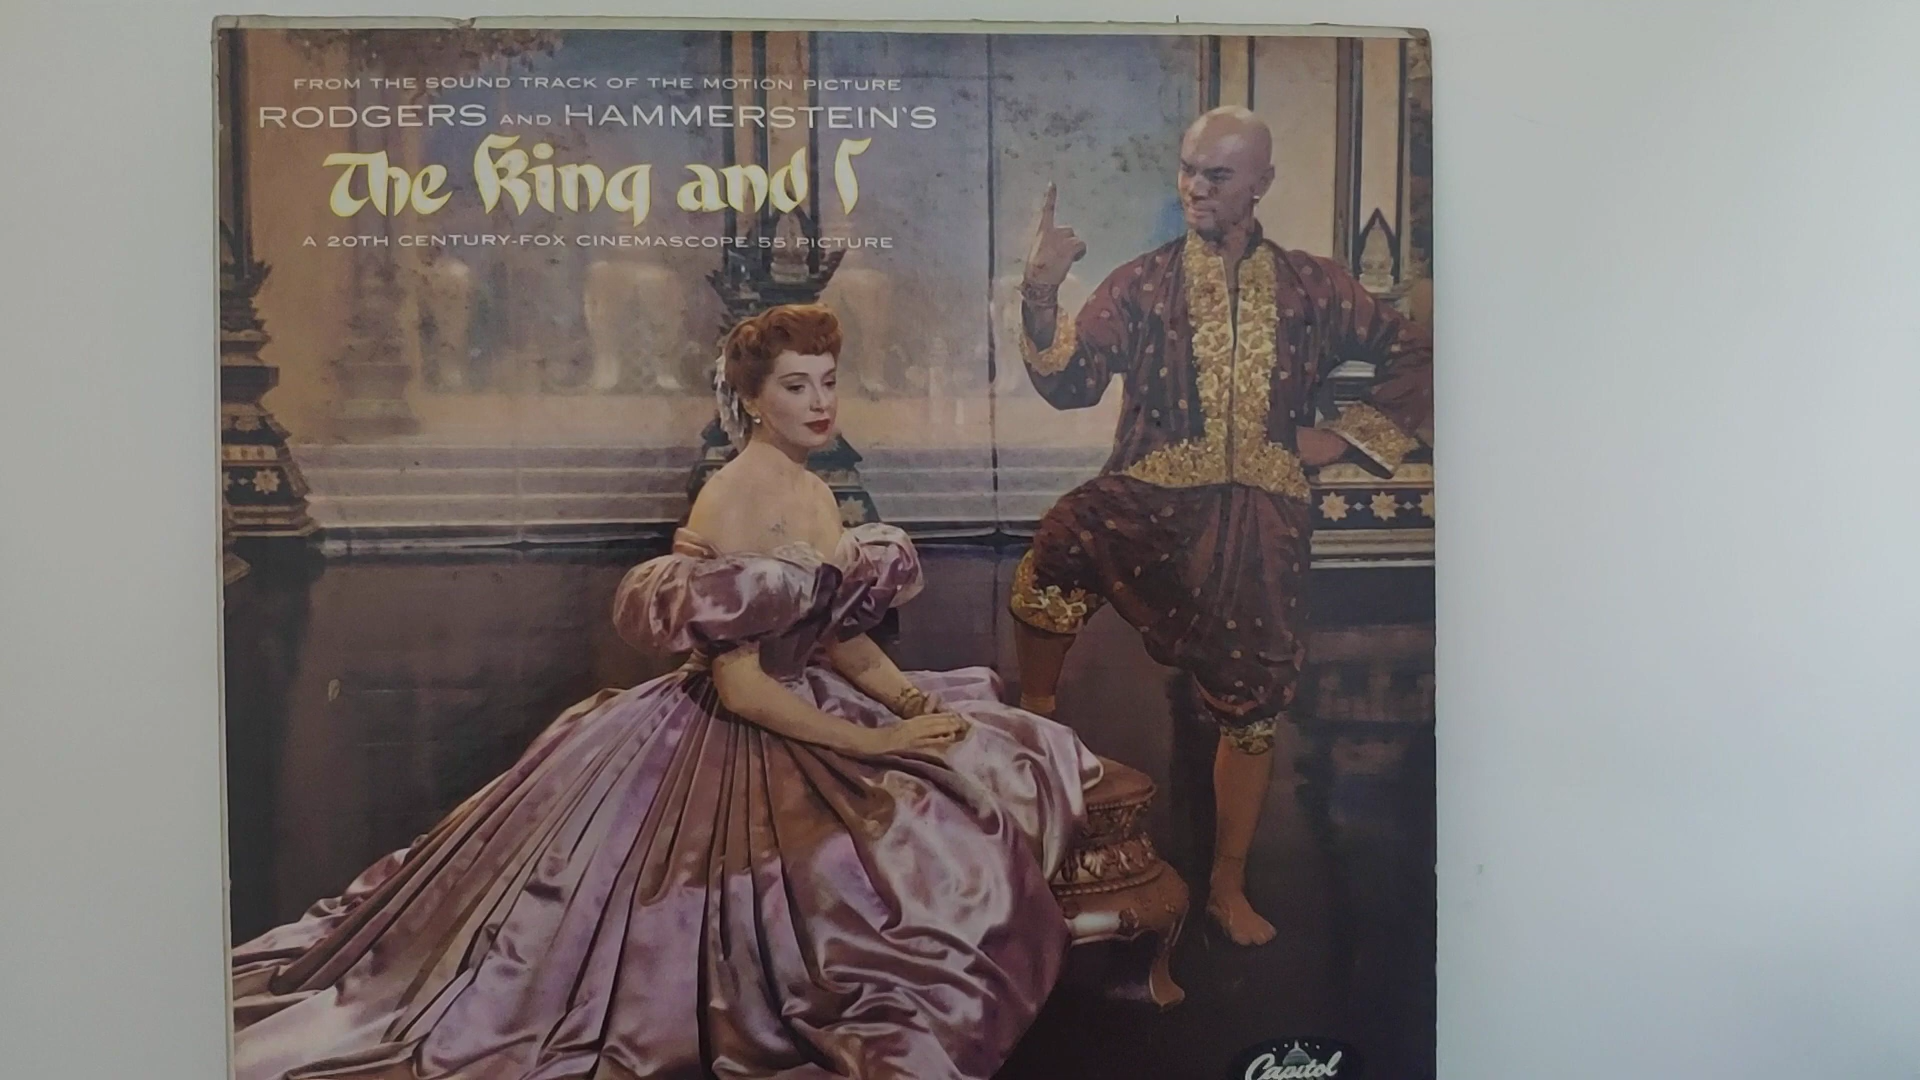 FROM THE SOUND TRACK OF THE MOTION PICTURE
RODGERS AND HAMMERSTEIN'S
The King and I
A 20TH CENTURY-FOX CINEMASCOPE 55 PICTURE
Capitol